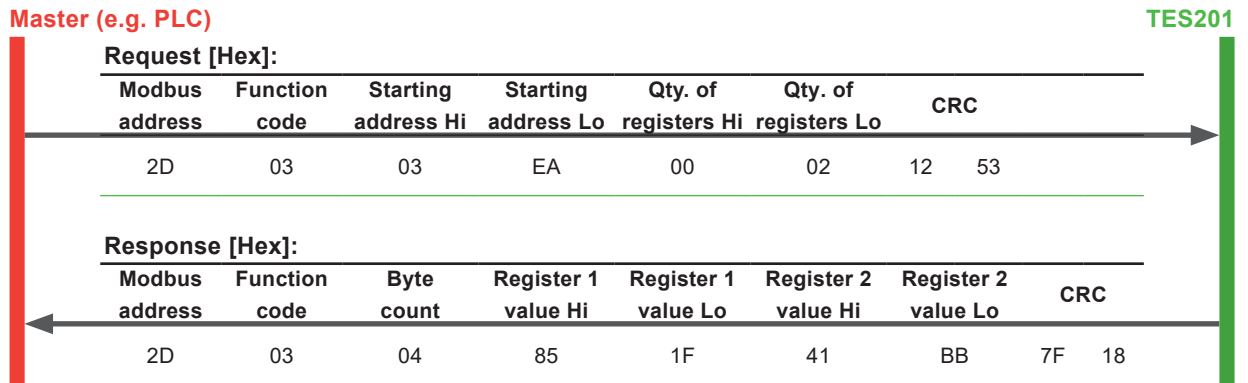 Master (e.g. PLC) TES201
Request [Hex]:
Modbus Function Starting Starting Qty. of Qty. of CRC
address code address Hi address Lo registers Hi registers Lo
2D 03 03 EA 00 02 12 53
Response [Hex]:
Modbus Function Byte Register 1 Register 1 Register 2 Register 2 CRC
address code count value Hi value Lo value Hi value Lo
2D 03 04 85 1F 41 BB 7F 18